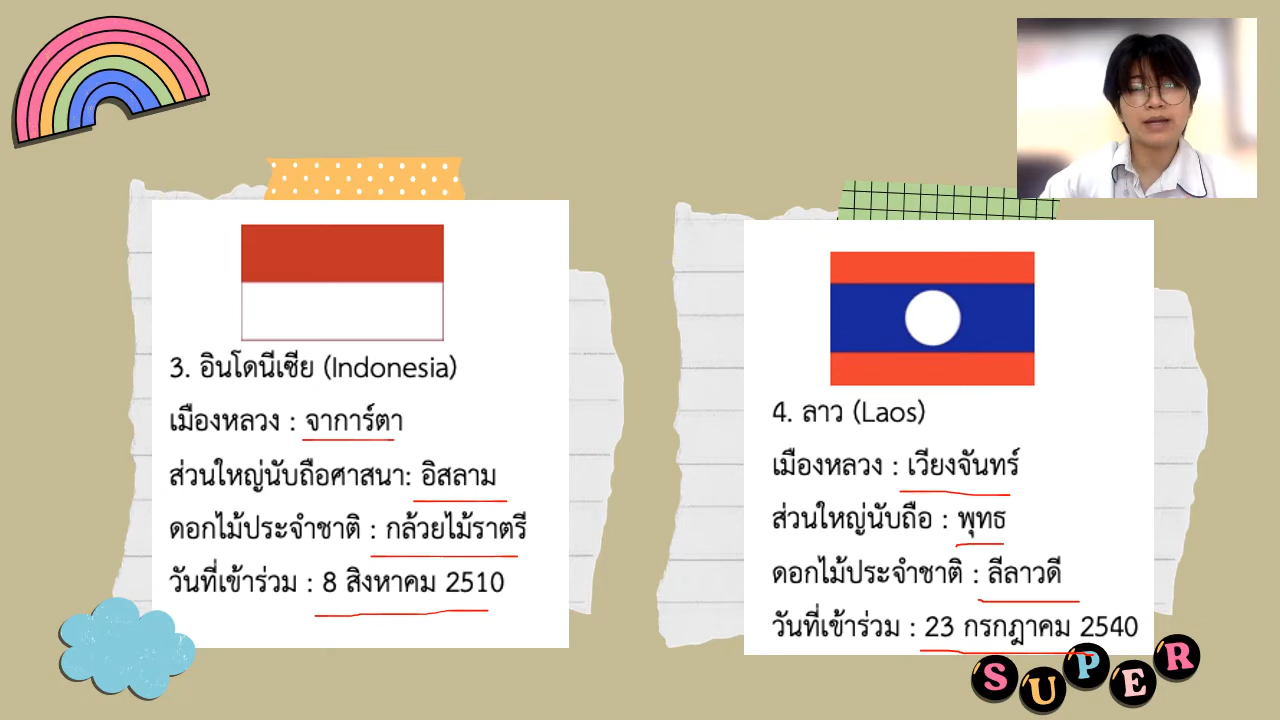 3. อินโดนีเซีย (Indonesia)
เมืองหลวง : จาการ์ตา
ส่วนใหญ่นับถือศาสนา: อิสลาม
ดอกไม้ประจำชาติ : กล้วยไม้ราตรี
วันที่เข้าร่วม : 8 สิงหาคม 2510
4. ลาว (Laos)
เมืองหลวง : เวียงจันทร์
ส่วนใหญ่นับถือ : พุทธ
ดอกไม้ประจำชาติ : ลีลาวดี
วันที่เข้าร่วม : 23 กรกฎาคม 2540
SUPER